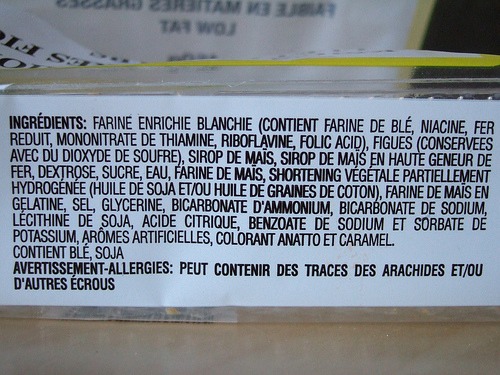 FAIBLE EN MATIÈRES GRASSES
LOW FAT
INGRÉDIENTS: FARINE ENRICHIE BLANCHIE (CONTIENT FARINE DE BLÉ, NIACINE, FER
REDUIT, MONONITRATE DE THIAMINE, RIBOFLAVINE, FOLIC ACID), FIGUES (CONSERVEES
AVEC DU DIOXYDE DE SOUFRE), SIROP DE MAÏS, SIROP DE MAÏS EN HAUTE GENEUR DE
FER, DEXTROSE, SUCRE, EAU, FARINE DE MAÏS, SHORTENING VÉGÉTALE PARTIELLEMENT
HYDROGÉNÉE (HUILE DE SOJA ET/OU HUILE DE GRAINES DE COTON), FARINE DE MAÏS EN
GELATINE, SEL, GLYCERINE, BICARBONATE D'AMMONIUM, BICARBONATE DE SODIUM,
LÉCITHINE DE SOJA, ACIDE CITRIQUE, BENZOATE DE SODIUM ET SORBATE DE
POTASSIUM, ARÔMES ARTIFICIELLES, COLORANT ANATTO ET CARAMEL.
CONTIENT BLÉ, SOJA
AVERTISSEMENT-ALLERGIES: PEUT CONTENIR DES TRACES DES ARACHIDES ET/OU
D'AUTRES ÉCROUS